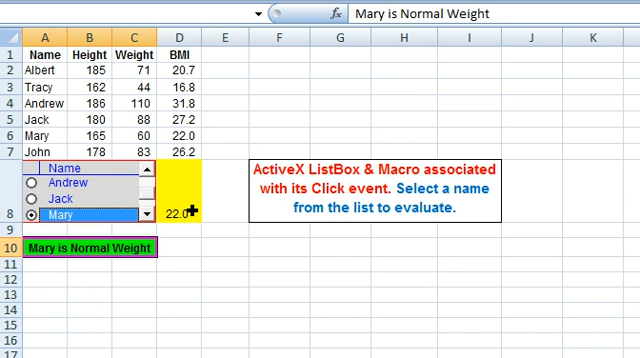 fx Mary is Normal Weight
A B C D E F G H I J K
1 Name Height Weight BMI
2 Albert 185 71 20.7
3 Tracy 162 44 16.8
4 Andrew 186 110 31.8
5 Jack 180 88 27.2
6 Mary 165 60 22.0
7 John 178 83 26.2
Name
Andrew
Jack
8 Mary 22.0
ActiveX ListBox & Macro associated
with its Click event. Select a name
from the list to evaluate.
9
10 Mary is Normal Weight
11
12
13
14
15
16
17